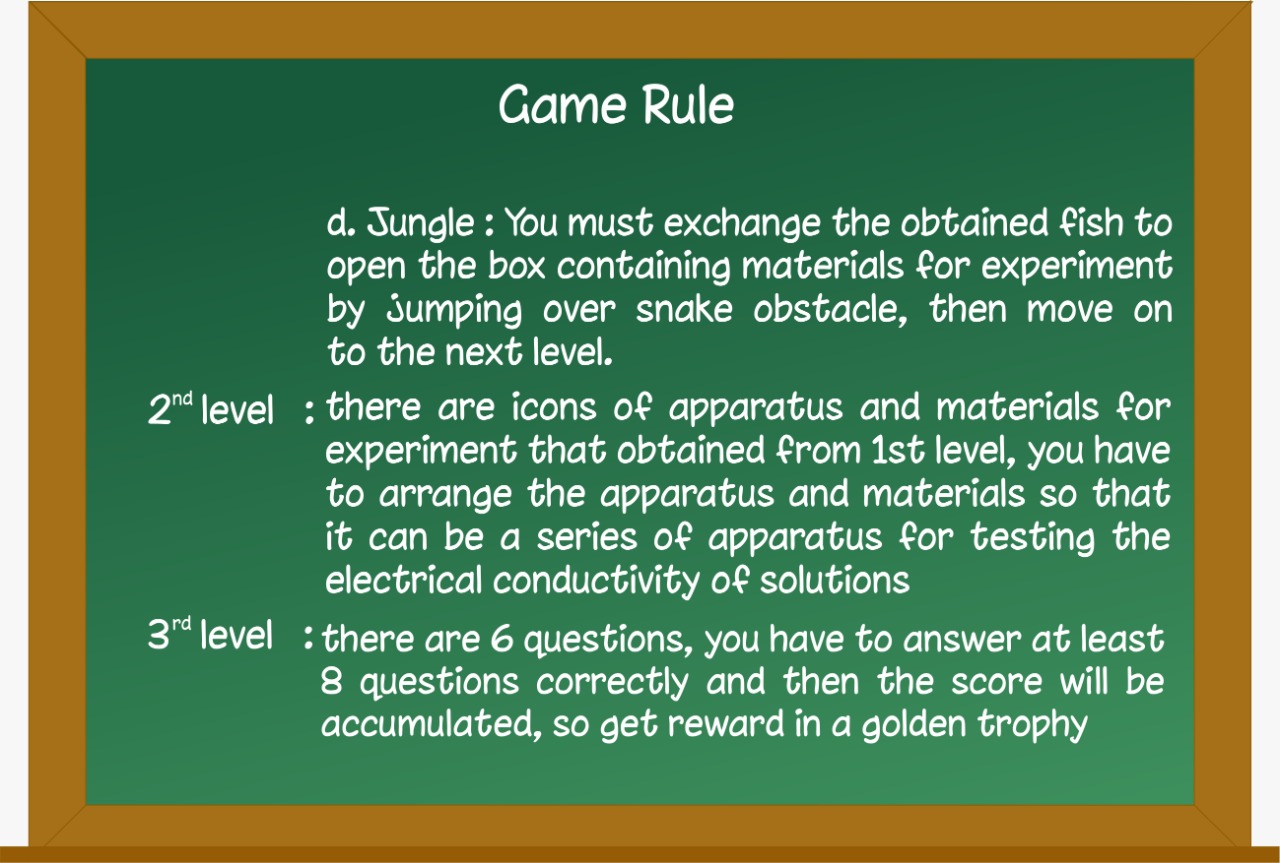 Game Rule
d. Jungle : You must exchange the obtained fish to
open the box containing materials for experiment
by jumping over snake obstacle, then move on
to the next level.
2nd level : there are icons of apparatus and materials for
experiment that obtained from 1st level, you have
to arrange the apparatus and materials so that
it can be a series of apparatus for testing the
electrical conductivity of solutions
3rd level : there are 6 questions, you have to answer at least
8 questions correctly and then the score will be
accumulated, so get reward in a golden trophy